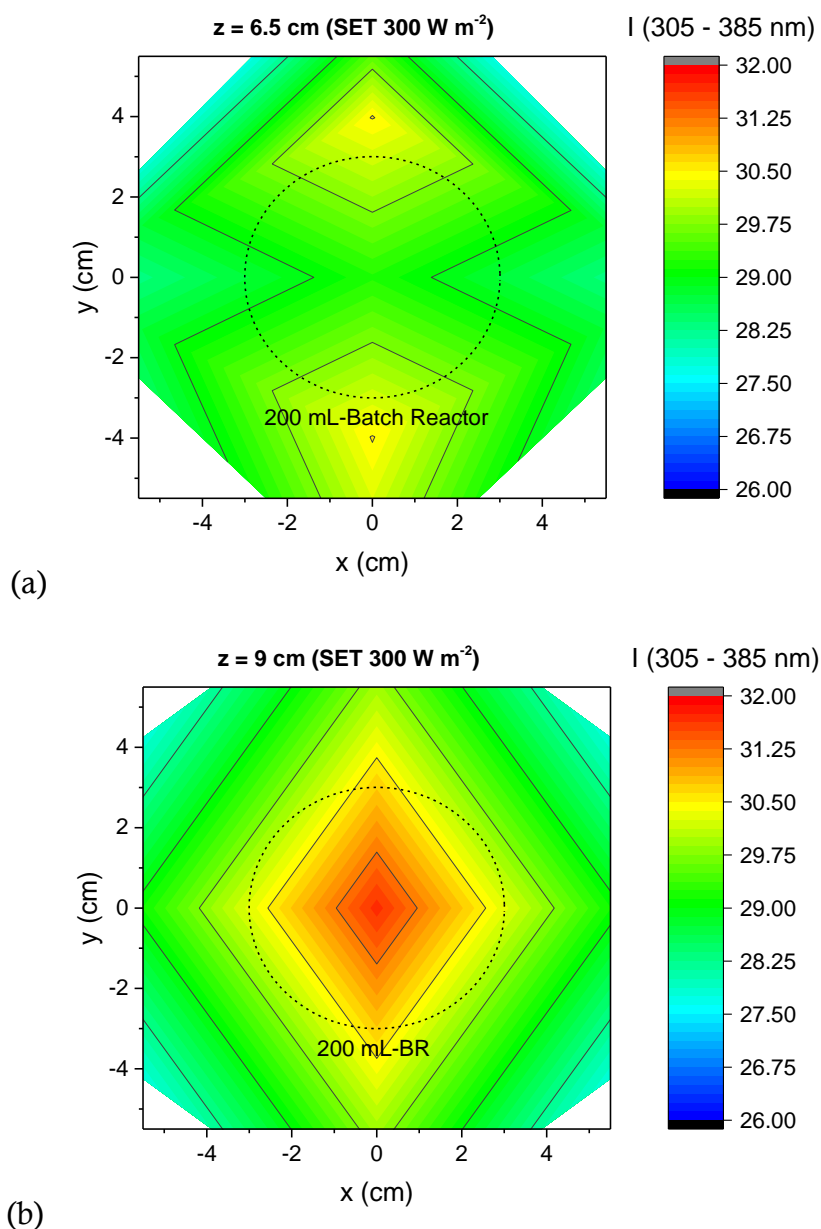 z = 6.5 cm (SET 300 W m⁻²)
I (305 - 385 nm)
32.00
31.25
30.50
29.75
29.00
28.25
27.50
26.75
26.00
4
2
0
-2
-4
y (cm)
200 mL-Batch Reactor
-4 -2 0 2 4
x (cm)
(a)
z = 9 cm (SET 300 W m⁻²)
I (305 - 385 nm)
32.00
31.25
30.50
29.75
29.00
28.25
27.50
26.75
26.00
4
2
0
-2
-4
y (cm)
200 mL-BR
-4 -2 0 2 4
x (cm)
(b)